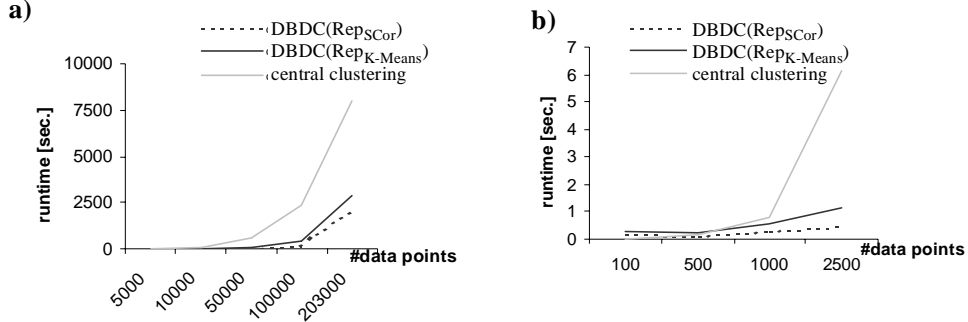 a)
DBDC(RepSCor)
DBDC(RepK-Means)
central clustering
runtime [sec.]
10000
7500
5000
2500
0
#data points
5000
10000
50000
100000
203000
b)
DBDC(RepSCor)
DBDC(RepK-Means)
central clustering
runtime [sec.]
7
6
5
4
3
2
1
0
#data points
100
500
1000
2500